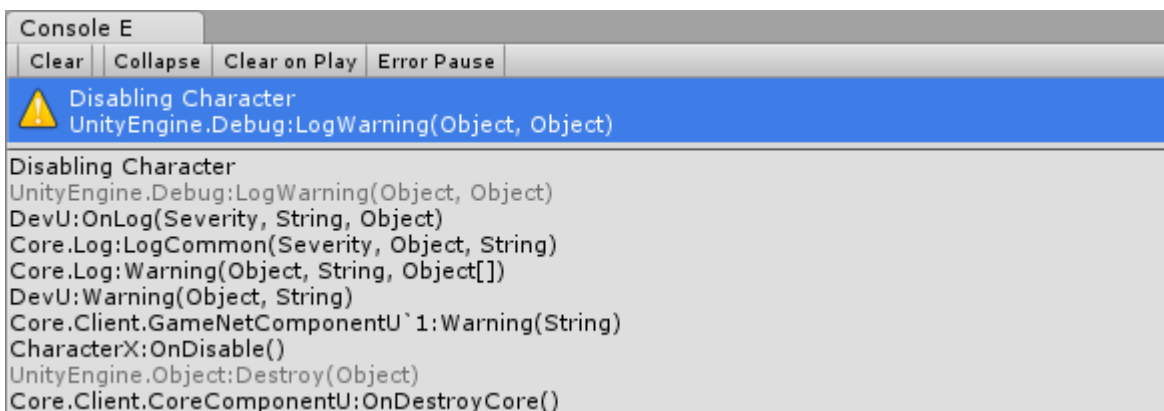 Console E
Clear Collapse Clear on Play Error Pause
Disabling Character
UnityEngine.Debug:LogWarning(Object, Object)
Disabling Character
UnityEngine.Debug:LogWarning(Object, Object)
DevU:OnLog(Severity, String, Object)
Core.Log:LogCommon(Severity, Object, String)
Core.Log:Warning(Object, String, Object[])
DevU:Warning(Object, String)
Core.Client.GameNetComponentU`1:Warning(String)
CharacterX:OnDisable()
UnityEngine.Object:Destroy(Object)
Core.Client.CoreComponentU:OnDestroyCore()